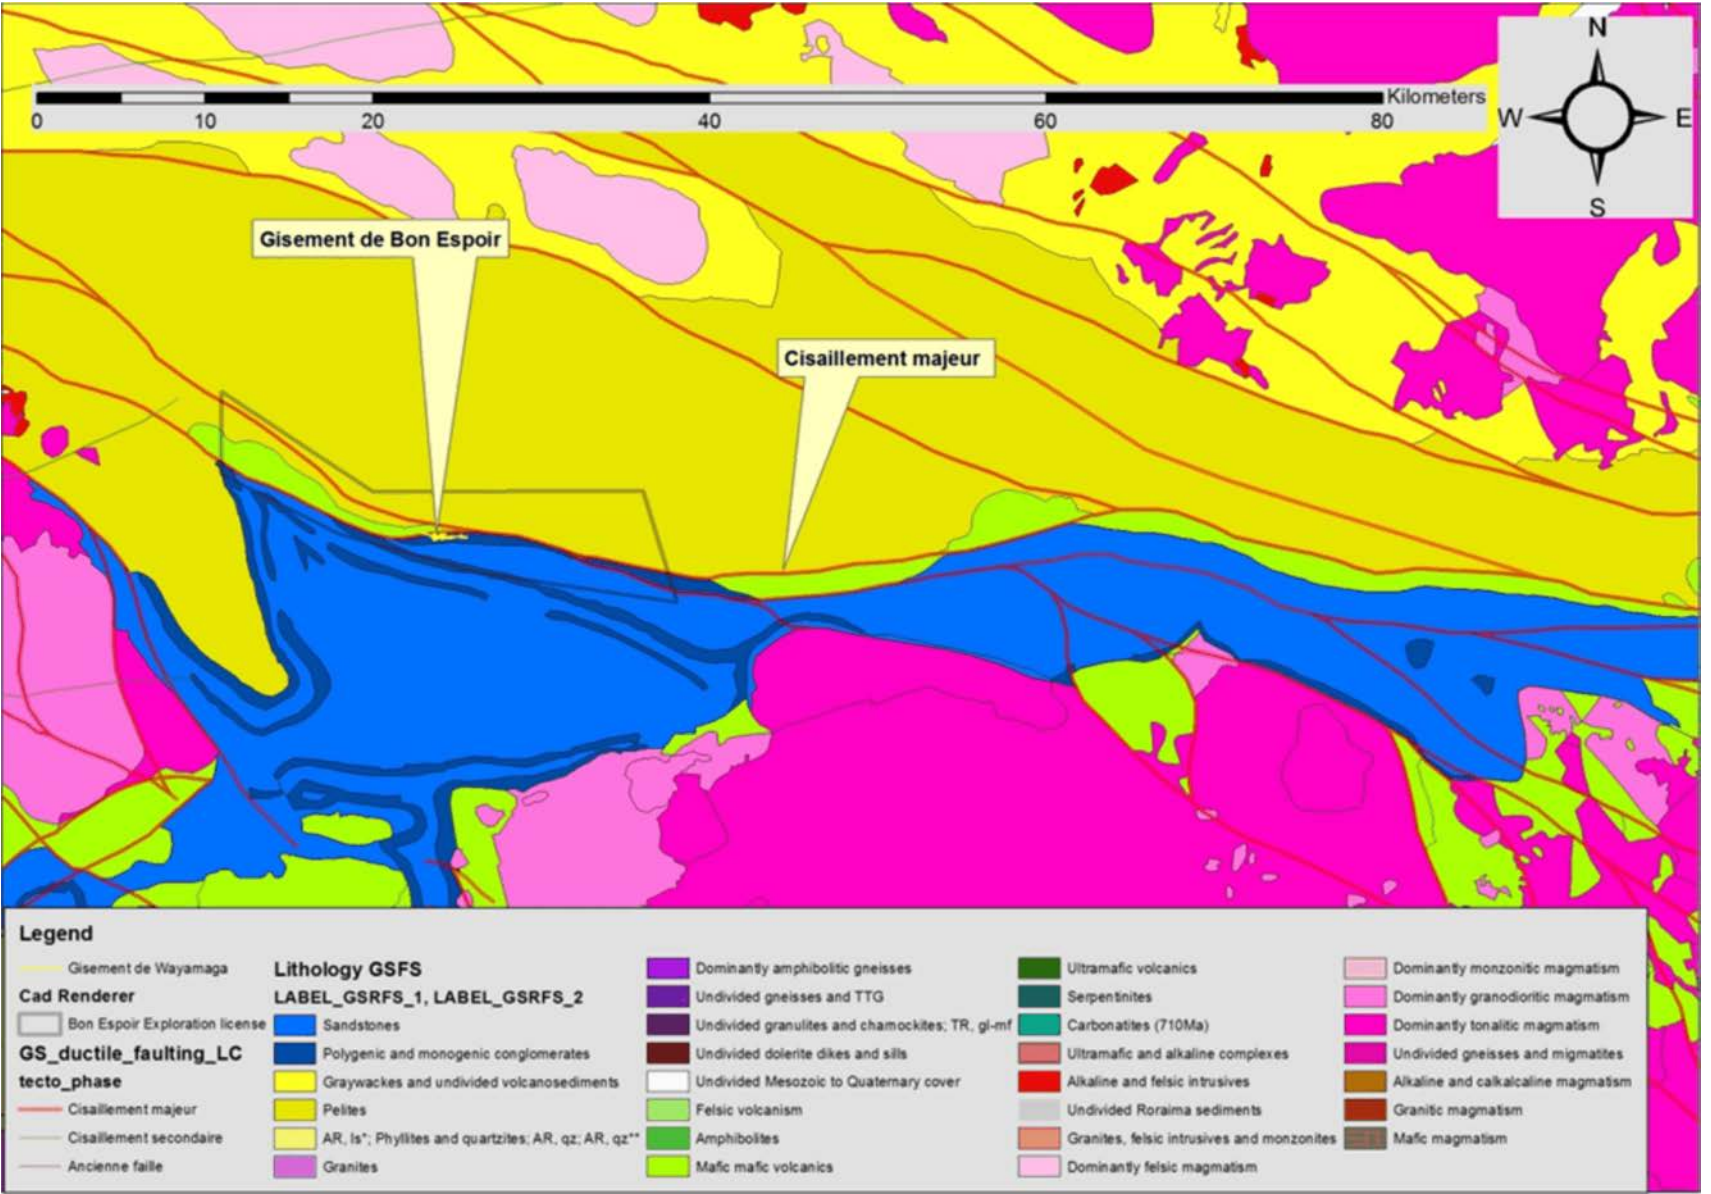 N
Kilometers
W
E
0
10
20
40
60
80
S
Gisement de Bon Espoir
Cisaillement majeur
Legend
Gisement de Wayamaga
Cad Renderer
Bon Espoir Exploration license
GS_ductile_faulting_LC
tecto_phase
Cisaillement majeur
Cisaillement secondaire
Ancienne faille
Lithology GSFS
LABEL_GSRFS_1, LABEL_GSRFS_2
Sandstones
Polygenic and monogenic conglomerates
Graywackes and undivided volcanosediments
Pelites
AR, ls*; Phyllites and quartzites; AR, qz; AR, qz**
Granites
Dominantly amphibolitic gneisses
Undivided gneisses and TTG
Undivided granulites and charnockites; TR, gl-mf
Undivided dolerite dikes and sills
Undivided Mesozoic to Quaternary cover
Felsic volcanism
Amphibolites
Mafic mafic volcanics
Ultramafic volcanics
Serpentinites
Carbonatites (710Ma)
Ultramafic and alkaline complexes
Alkaline and felsic intrusives
Undivided Roraima sediments
Granites, felsic intrusives and monzonites
Dominantly felsic magmatism
Dominantly monzonitic magmatism
Dominantly granodioritic magmatism
Dominantly tonalitic magmatism
Undivided gneisses and migmatites
Alkaline and calkalcaline magmatism
Granitic magmatism
Mafic magmatism